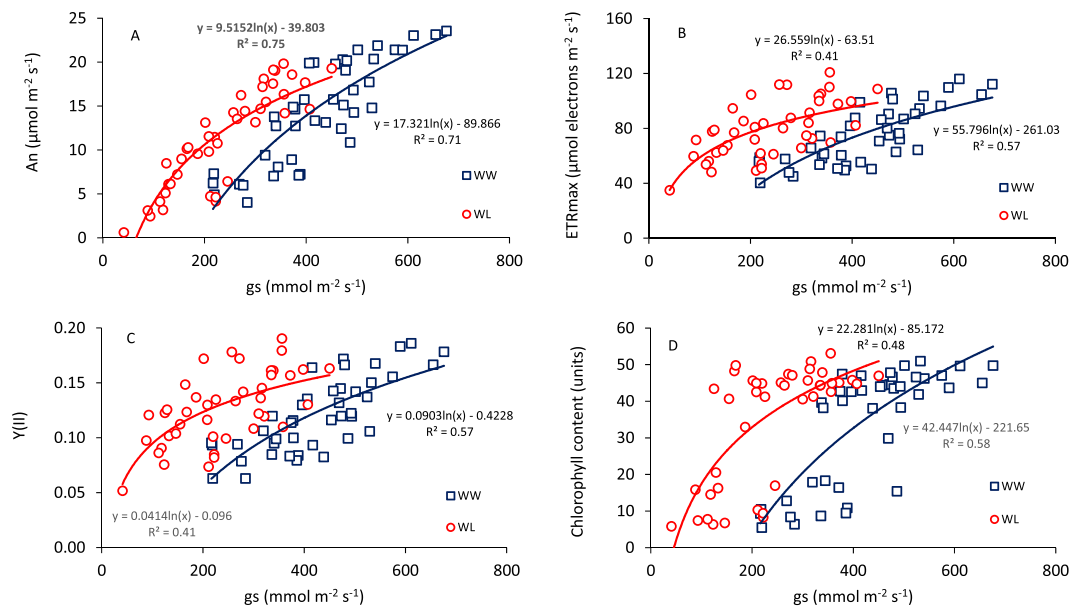 A
y = 9.5152ln(x) - 39.803
R² = 0.75
y = 17.321ln(x) - 89.866
R² = 0.71
WW
WL
25
20
15
10
5
0
0 200 400 600 800
An (µmol m⁻² s⁻¹)
gs (mmol m⁻² s⁻¹)
B
y = 26.559ln(x) - 63.51
R² = 0.41
y = 55.796ln(x) - 261.03
R² = 0.57
WW
WL
160
120
80
40
0
0 200 400 600 800
ETRmax (µmol electrons m⁻² s⁻¹)
gs (mmol m⁻² s⁻¹)
C
y = 0.0903ln(x) - 0.4228
R² = 0.57
y = 0.0414ln(x) - 0.096
R² = 0.41
WW
WL
0.20
0.15
0.10
0.05
0.00
0 200 400 600 800
Y(II)
gs (mmol m⁻² s⁻¹)
D
y = 22.281ln(x) - 85.172
R² = 0.48
y = 42.447ln(x) - 221.65
R² = 0.58
WW
WL
60
50
40
30
20
10
0
0 200 400 600 800
Chlorophyll content (units)
gs (mmol m⁻² s⁻¹)